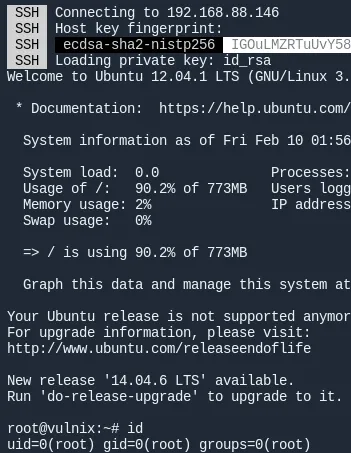 SSH Connecting to 192.168.88.146
SSH Host key fingerprint:
SSH ecdsa-sha2-nistp256 IGOuLMZRTuUvY58
SSH Loading private key: id_rsa
Welcome to Ubuntu 12.04.1 LTS (GNU/Linux 3.
* Documentation: https://help.ubuntu.com/
System information as of Fri Feb 10 01:56
System load: 0.0 Processes:
Usage of /: 90.2% of 773MB Users logg
Memory usage: 2% IP address
Swap usage: 0%
=> / is using 90.2% of 773MB
Graph this data and manage this system at
Your Ubuntu release is not supported anymor
For upgrade information, please visit:
http://www.ubuntu.com/releaseendoflife
New release '14.04.6 LTS' available.
Run 'do-release-upgrade' to upgrade to it.
root@vulnix:~# id
uid=0(root) gid=0(root) groups=0(root)